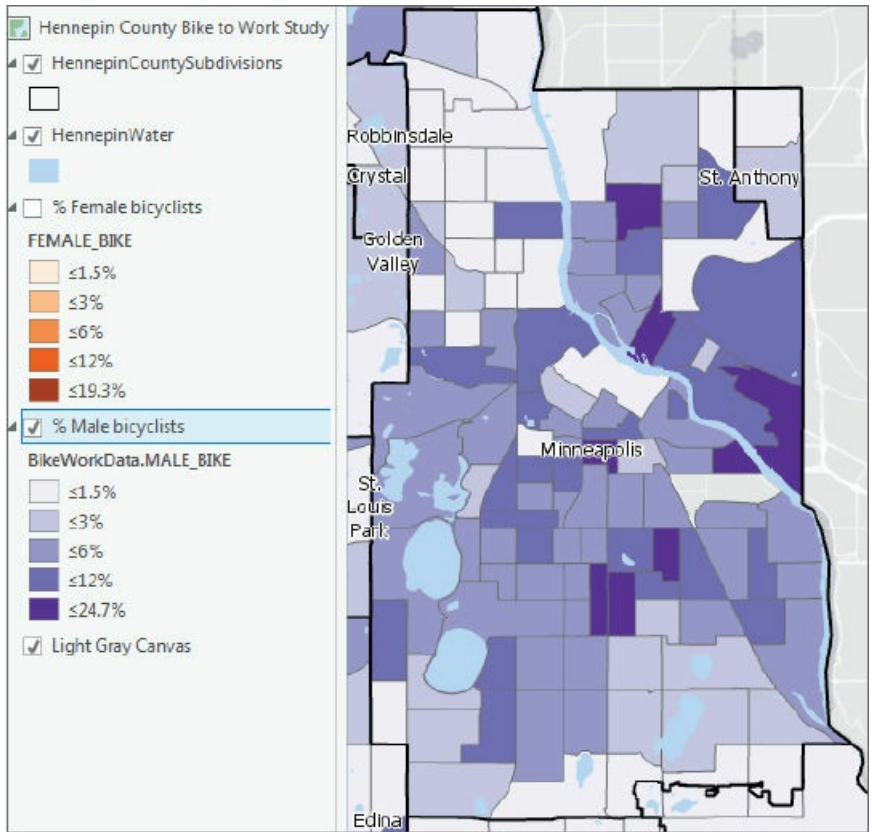 Hennepin County Bike to Work Study
HennepinCountySubdivisions
HennepinWater
% Female bicyclists
FEMALE_BIKE
≤1.5%
≤3%
≤6%
≤12%
≤19.3%
% Male bicyclists
BikeWorkData.MALE_BIKE
≤1.5%
≤3%
≤6%
≤12%
≤24.7%
Light Gray Canvas
Robbinsdale
Crystal
St. Anthony
Golden
Valley
Minneapolis
St.
Louis
Park
Edina